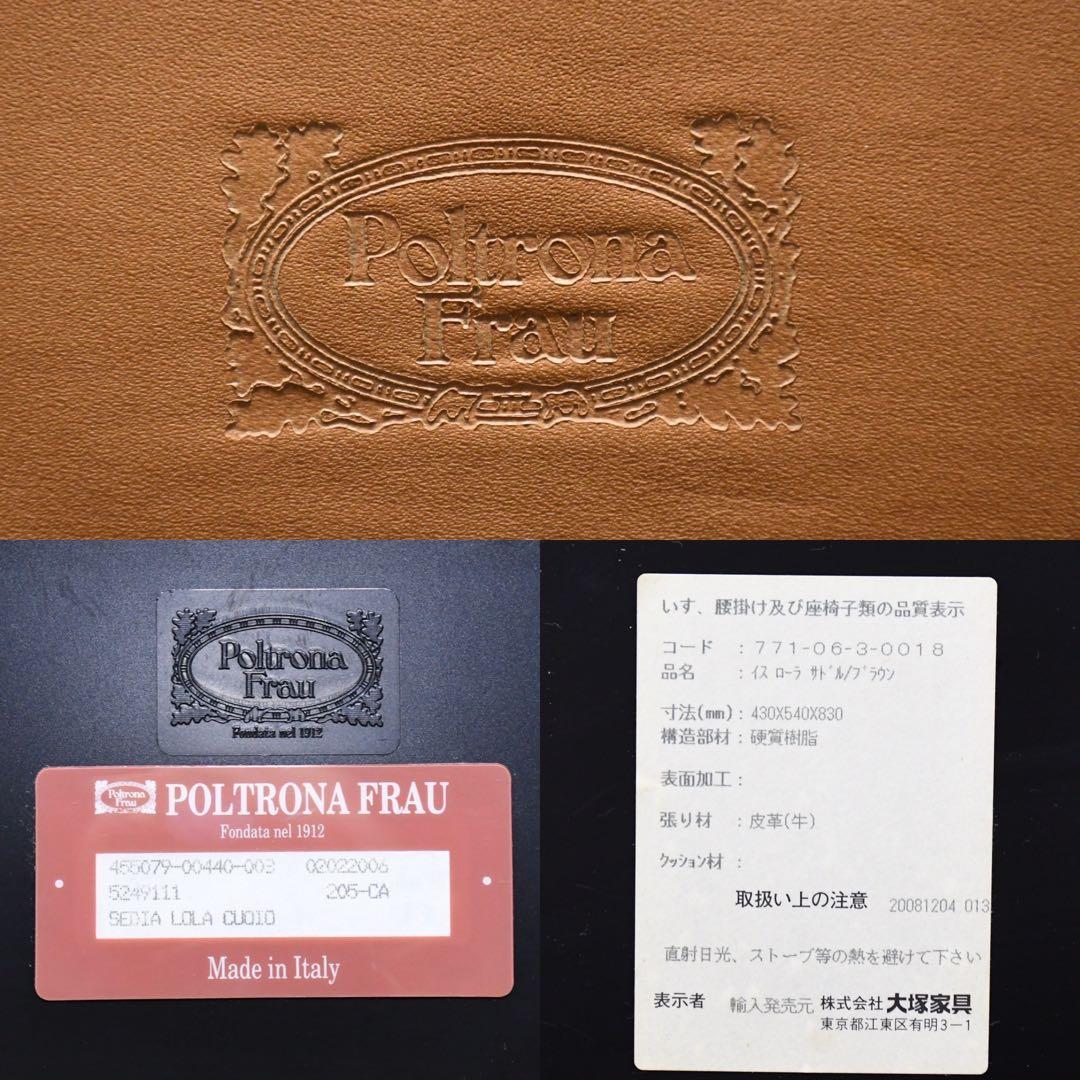 Poltrona
Frau
Poltrona
Frau
Fondata nel 1912
Poltrona
Frau
POLTRONA FRAU
Fondata nel 1912
455079-00440-003 02022006
5249111 205-CA
SEDIA LOLA CUOIO
Made in Italy
いす、腰掛け及び座椅子類の品質表示
コード : 771-06-3-0018
品名 : ｲｽ ﾛｰﾗ ｻﾄﾞﾙ/ﾌﾞﾗｳﾝ
寸法(mm) : 430X540X830
構造部材 : 硬質樹脂
表面加工 :
張り材 : 皮革(牛)
ｸｯｼｮﾝ材 :
取扱い上の注意 20081204 013
直射日光、ストーブ等の熱を避けて下さい
表示者 輸入発売元 株式会社 大塚家具
東京都江東区有明3-1